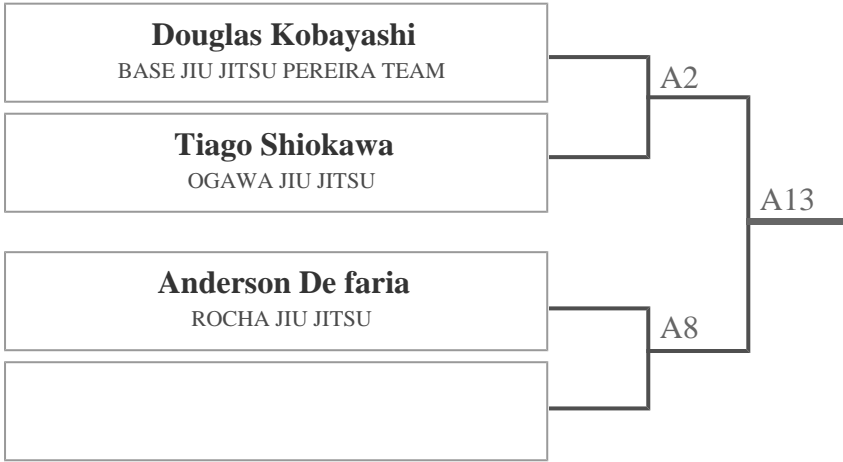 Douglas Kobayashi
BASE JIU JITSU PEREIRA TEAM
A2
Tiago Shiokawa
OGAWA JIU JITSU
A13
Anderson De faria
ROCHA JIU JITSU
A8